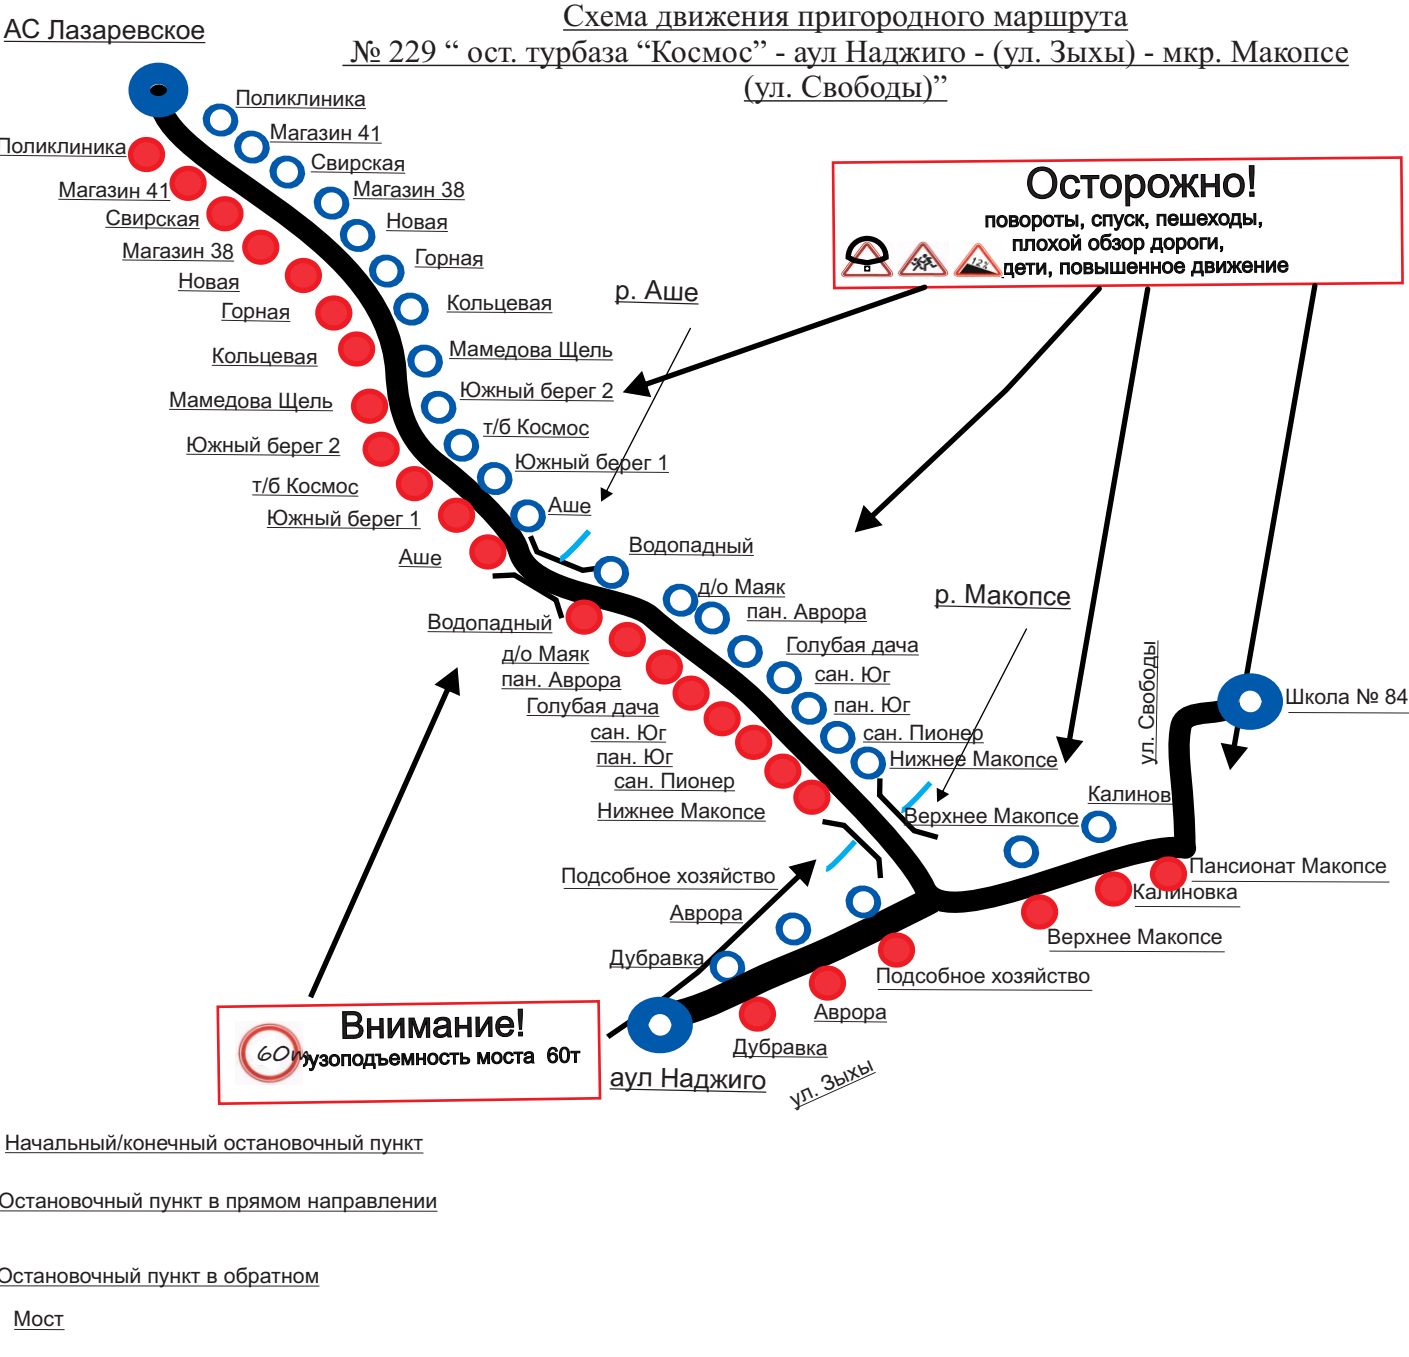 Схема движения пригородного маршрута
№ 229 “ ост. турбаза “Космос” - аул Наджиго - (ул. Зыхы) - мкр. Макопсе
(ул. Свободы)”
АС Лазаревское
Поликлиника
Магазин 41
Свирская
Магазин 38
Новая
Горная
Кольцевая
Мамедова Щель
Южный берег 2
т/б Космос
Южный берег 1
Аше
Водопадный
д/о Маяк
пан. Аврора
Голубая дача
сан. Юг
пан. Юг
сан. Пионер
Нижнее Макопсе
Поликлиника
Магазин 41
Свирская
Магазин 38
Новая
Горная
Кольцевая
Мамедова Щель
Южный берег 2
т/б Космос
Южный берег 1
Аше
Водопадный
д/о Маяк
пан. Аврора
Голубая дача
сан. Юг
пан. Юг
сан. Пионер
Нижнее Макопсе
р. Аше
р. Макопсе
Осторожно!
повороты, спуск, пешеходы,
плохой обзор дороги,
дети, повышенное движение
12%
ул. Свободы
Школа № 84
Калинов
Верхнее Макопсе
Пансионат Макопсе
Калиновка
Верхнее Макопсе
Подсобное хозяйство
Аврора
Дубравка
Подсобное хозяйство
Аврора
Дубравка
ул. Зыхы
аул Наджиго
Внимание!
60т
узоподъемность моста 60т
Начальный/конечный остановочный пункт
Остановочный пункт в прямом направлении
Остановочный пункт в обратном
Мост